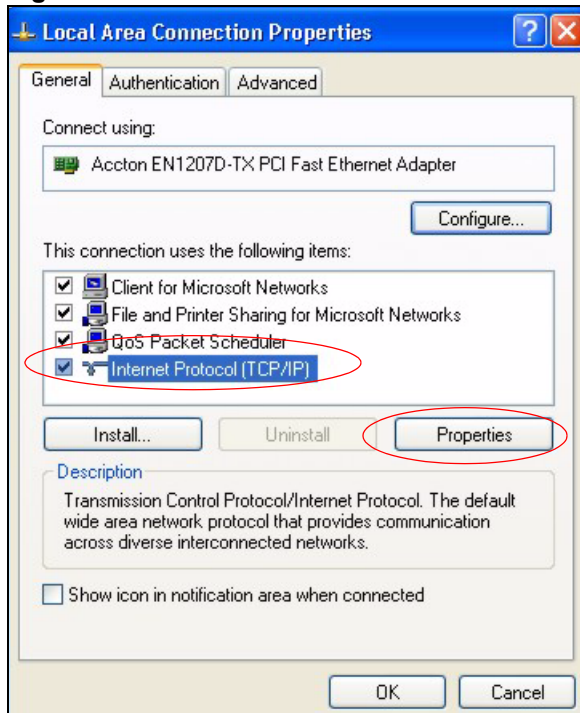 Local Area Connection Properties
General Authentication Advanced
Connect using:
Accton EN1207D-TX PCI Fast Ethernet Adapter
Configure...
This connection uses the following items:
Client for Microsoft Networks
File and Printer Sharing for Microsoft Networks
QoS Packet Scheduler
Internet Protocol (TCP/IP)
Install... Uninstall Properties
Description
Transmission Control Protocol/Internet Protocol. The default
wide area network protocol that provides communication
across diverse interconnected networks.
Show icon in notification area when connected
OK Cancel